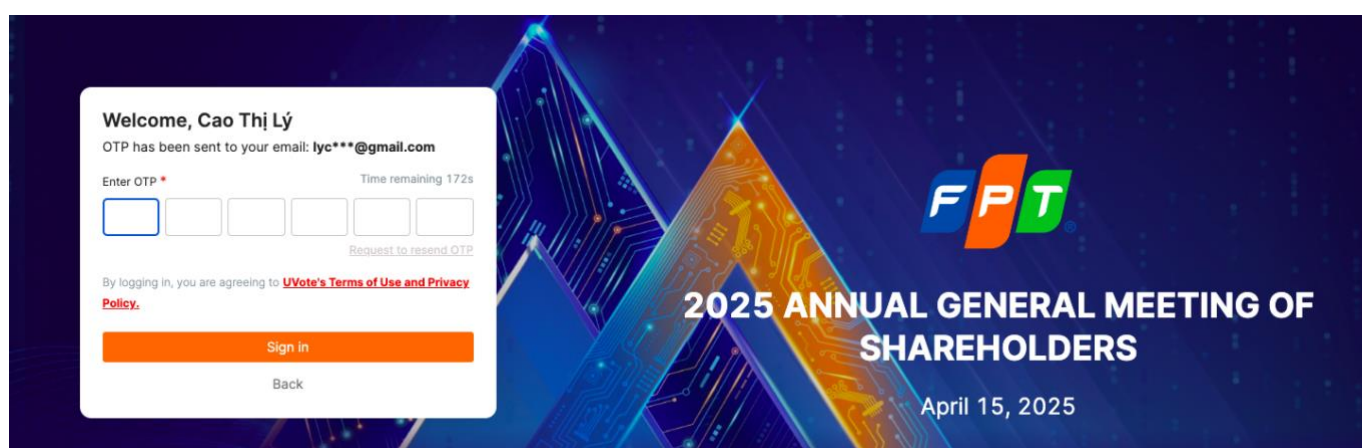 Welcome, Cao Thị Lý
OTP has been sent to your email: lyc***@gmail.com
Enter OTP *
Time remaining 172s
Request to resend OTP
By logging in, you are agreeing to UVote's Terms of Use and Privacy
Policy.
Sign in
Back
FPT®
2025 ANNUAL GENERAL MEETING OF
SHAREHOLDERS
April 15, 2025